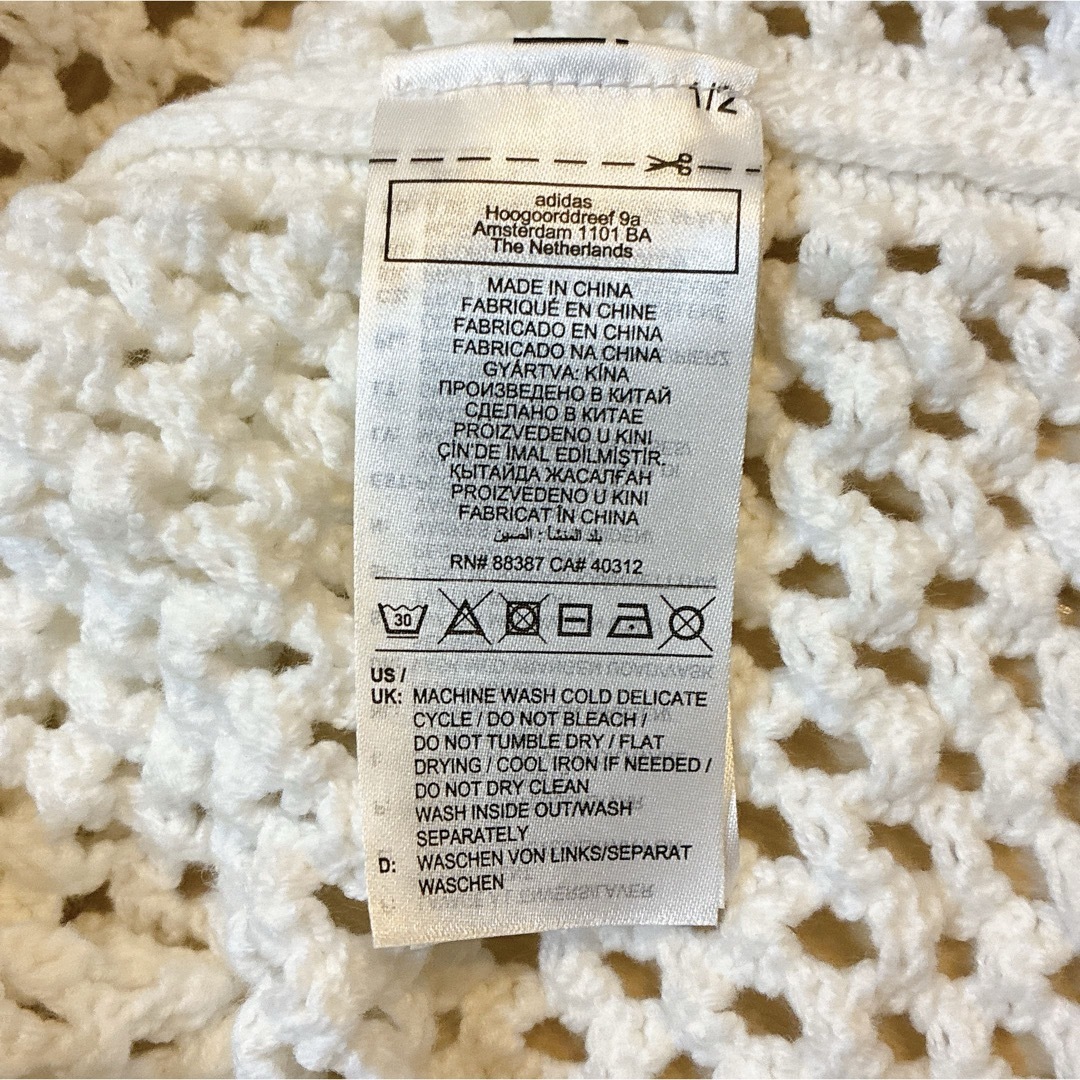 1/2
adidas
Hoogoorddreef 9a
Amsterdam 1101 BA
The Netherlands
MADE IN CHINA
FABRIQUÉ EN CHINE
FABRICADO EN CHINA
FABRICADO NA CHINA
GYÁRTVA: KÍNA
ПРОИЗВЕДЕНО В КИТАЙ
СДЕЛАНО В КИТАЕ
PROIZVEDENO U KINI
ÇİN'DE IMAL EDILMIŞTIR.
ҚЫТАЙДА ЖАСАЛҒАН
PROIZVEDENO U KINI
FABRICAT ÎN CHINA
بلد المنشأ : الصين
RN# 88387 CA# 40312
30
US /
UK: MACHINE WASH COLD DELICATE
CYCLE / DO NOT BLEACH /
DO NOT TUMBLE DRY / FLAT
DRYING / COOL IRON IF NEEDED /
DO NOT DRY CLEAN
WASH INSIDE OUT/WASH
SEPARATELY
D: WASCHEN VON LINKS/SEPARAT
WASCHEN